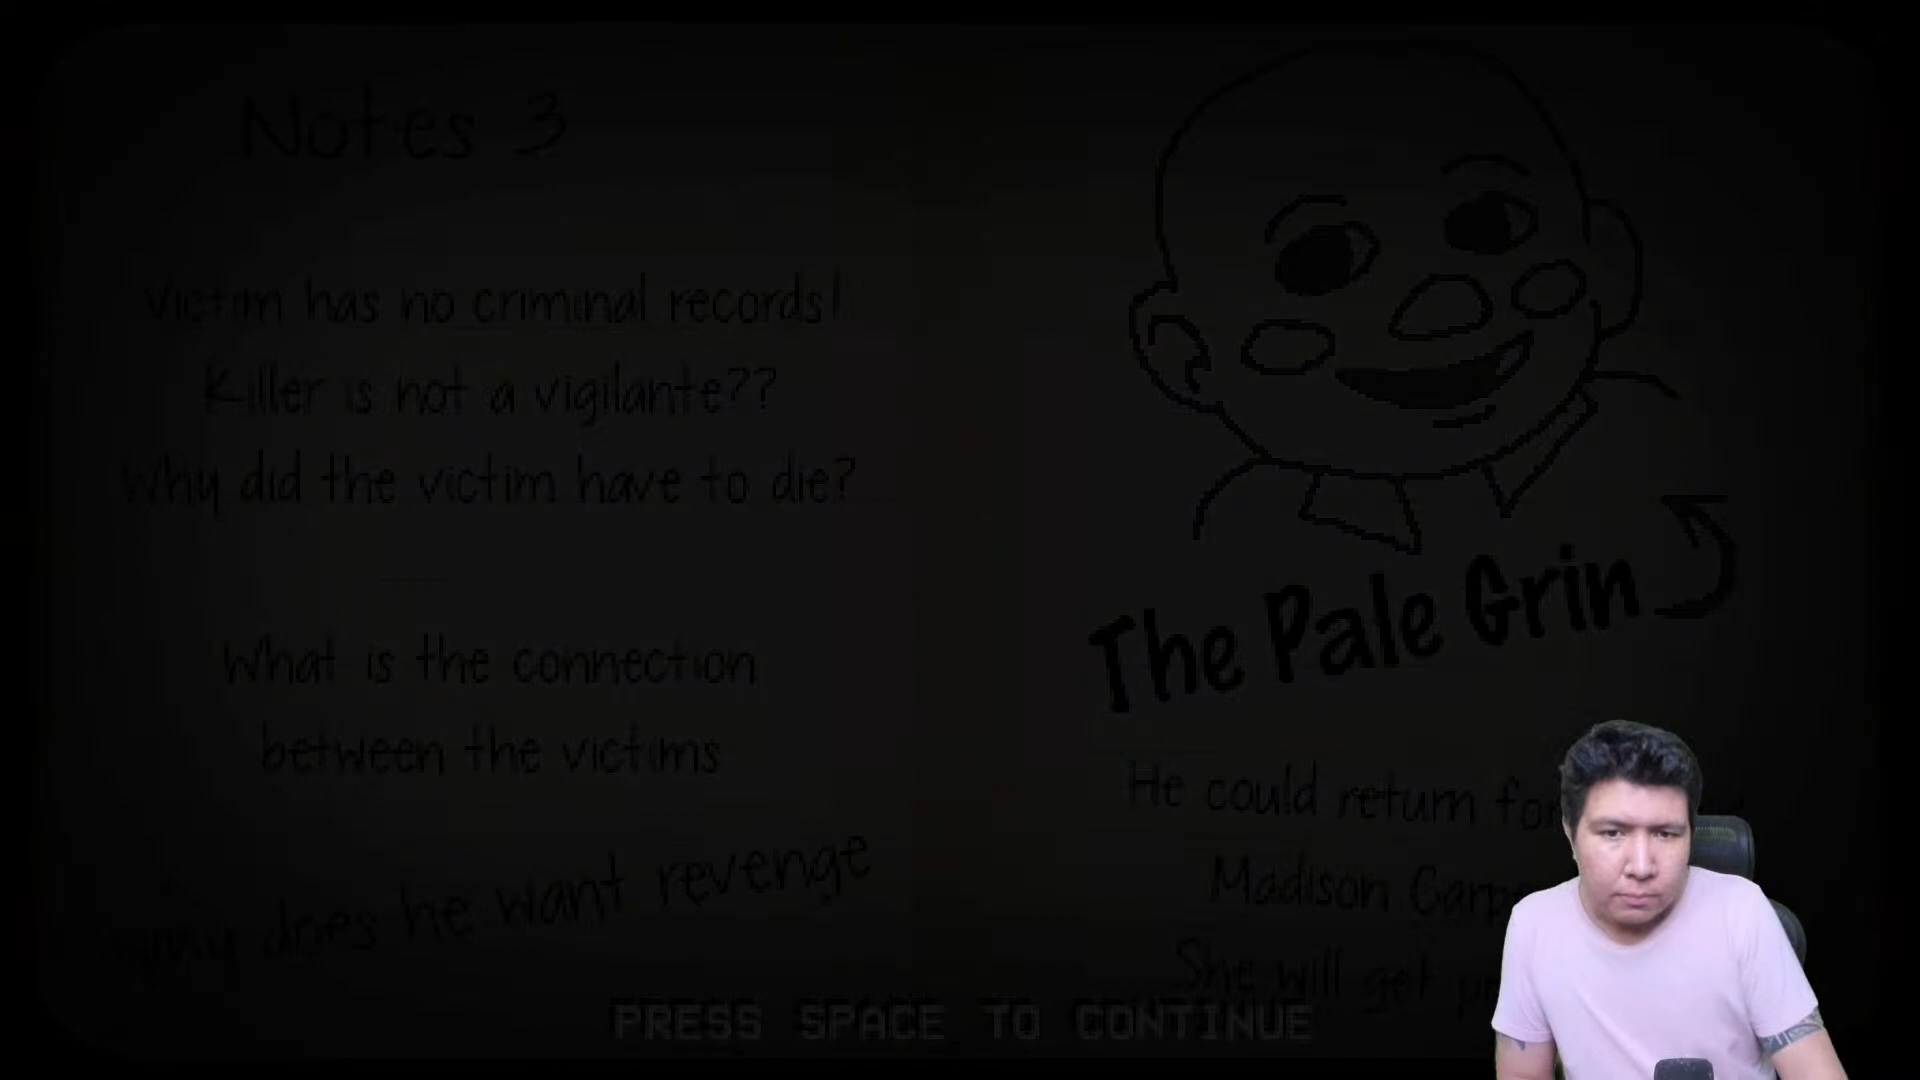 Notes 3
Victim has no criminal records!
Killer is not a vigilante??
Why did the victim have to die?
What is the connection
between the victims
Why does he want revenge
The Pale Grin
He could return for
Madison
She will get
PRESS SPACE TO CONTINUE